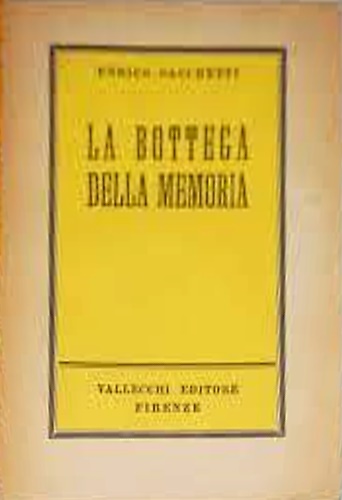 ENRICO SACCHETTI
LA BOTTEGA
DELLA MEMORIA
VALLECCHI EDITORE
FIRENZE